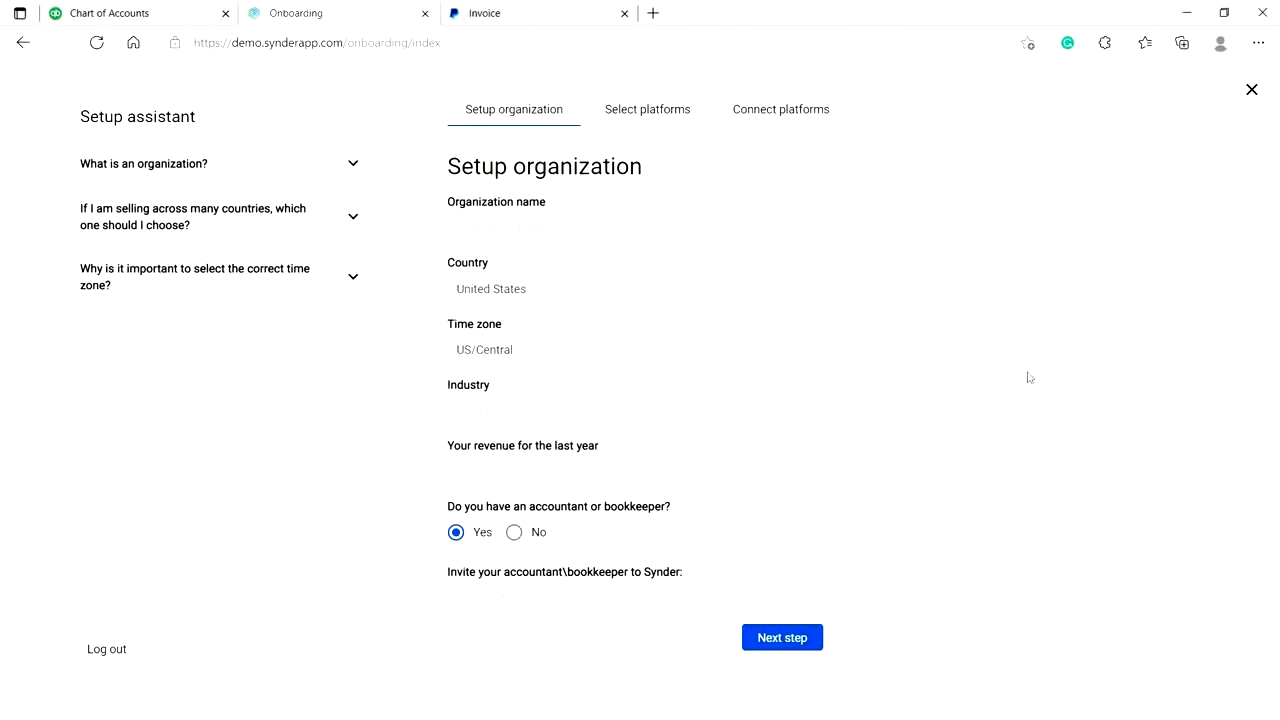 Chart of Accounts
Onboarding
Invoice
https://demo.synderapp.com/onboarding/index
Setup assistant
What is an organization?
If I am selling across many countries, which
one should I choose?
Why is it important to select the correct time
zone?
Log out
Setup organization
Select platforms
Connect platforms
Setup organization
Organization name
Country
United States
Time zone
US/Central
Industry
Your revenue for the last year
Do you have an accountant or bookkeeper?
Yes
No
Invite your accountant\bookkeeper to Synder:
Next step